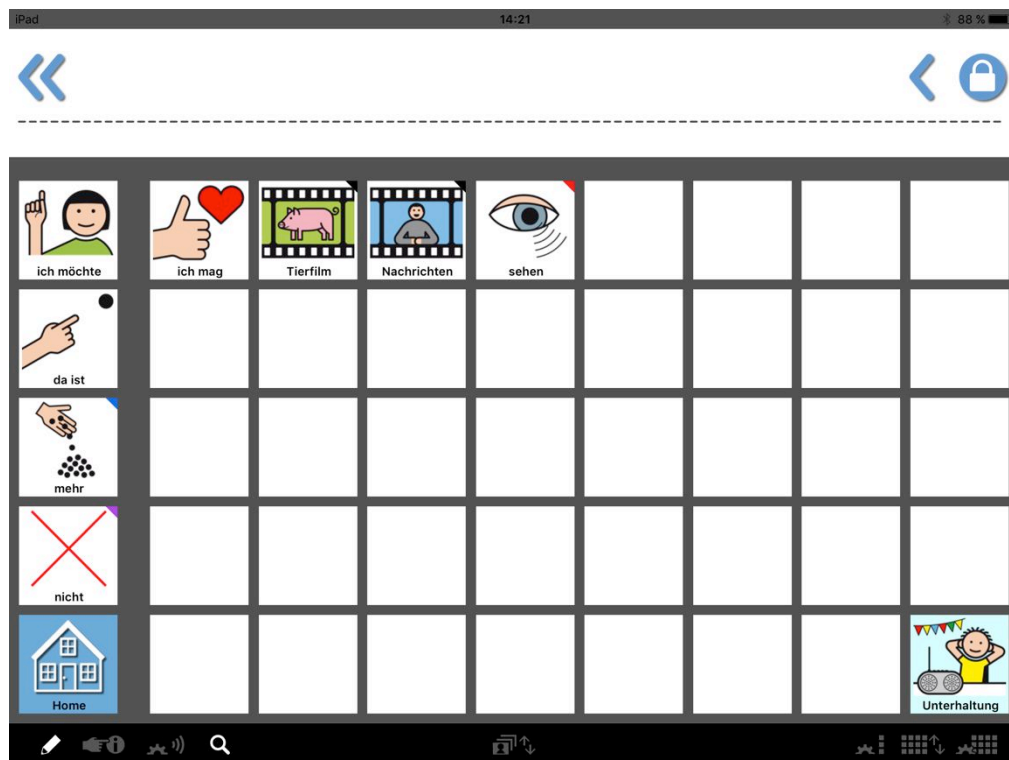 iPad 14:21 88 %
ich möchte ich mag Tierfilm Nachrichten sehen
da ist
mehr
nicht
Home Unterhaltung